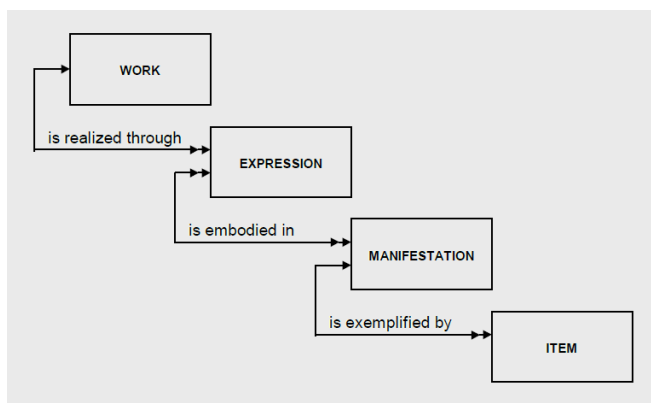 WORK
is realized through
EXPRESSION
is embodied in
MANIFESTATION
is exemplified by
ITEM